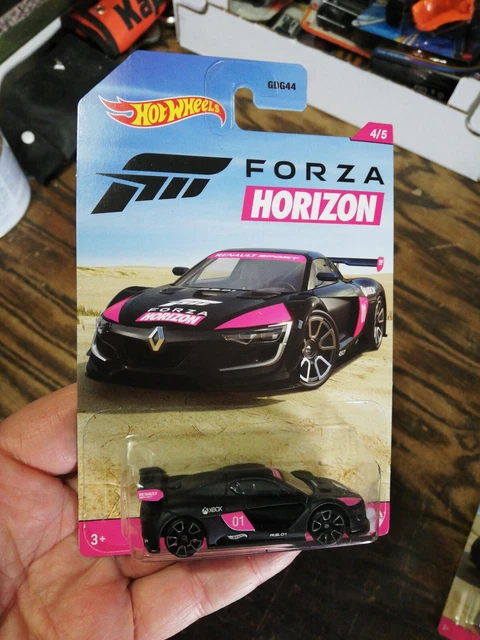 GDG44
HOT WHEELS
4/5
FORZA
HORIZON
RENAULT SPORT
FORZA
HORIZON
XBOX
01
3+